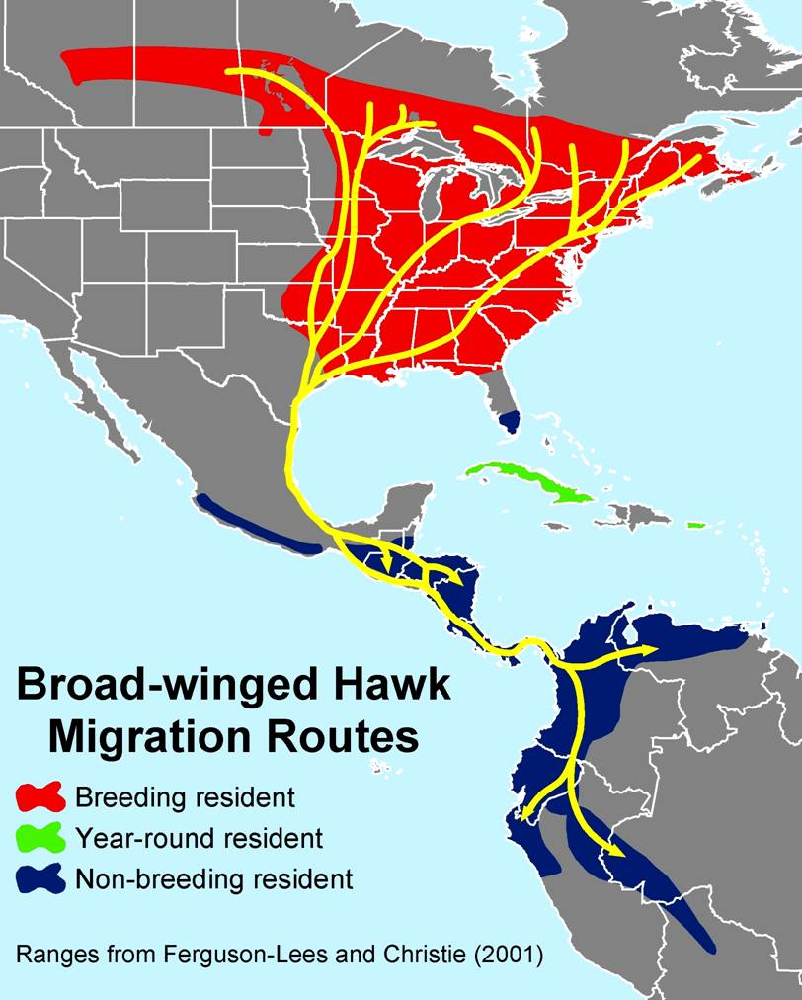 Broad-winged Hawk
Migration Routes
Breeding resident
Year-round resident
Non-breeding resident
Ranges from Ferguson-Lees and Christie (2001)